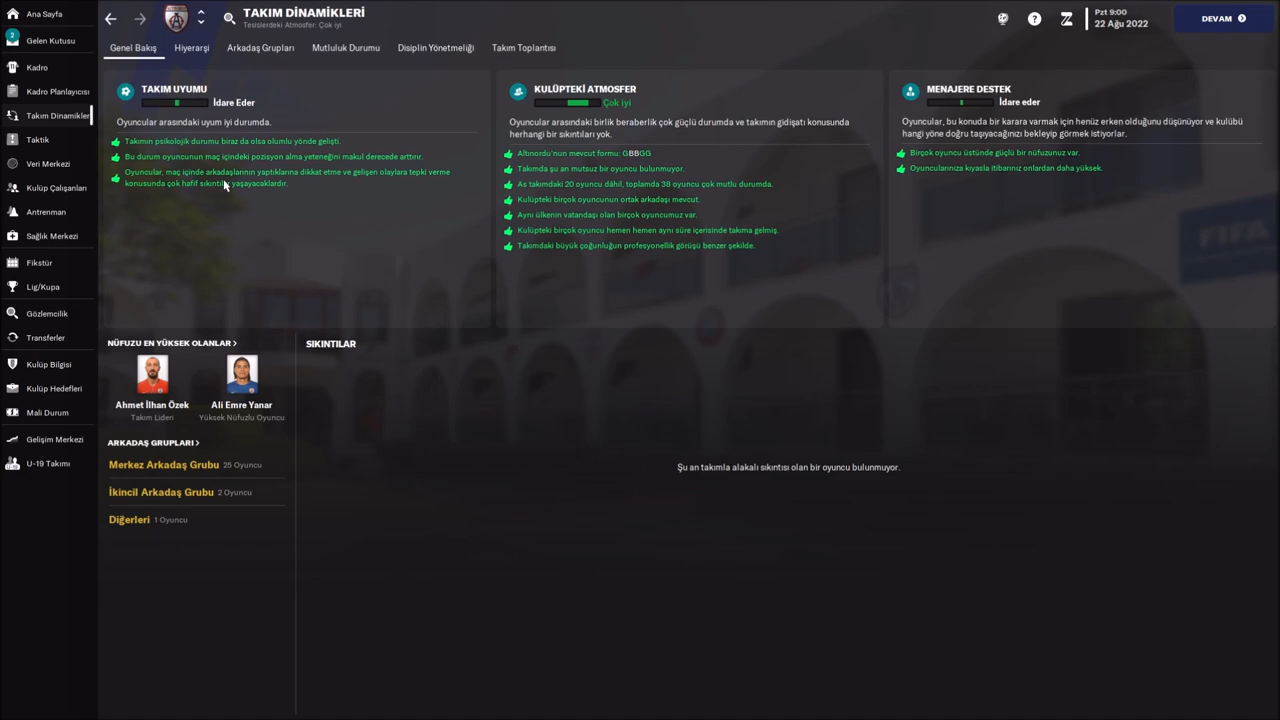 Ana Sayfa
2
Gelen Kutusu
Kadro
Kadro Planlayıcısı
Takım Dinamikler
Taktik
Veri Merkezi
Kulüp Çalışanları
Antrenman
Sağlık Merkezi
Fikstür
Lig/Kupa
Gözlemcilik
Transferler
Kulüp Bilgisi
Kulüp Hedefleri
Mali Durum
Gelişim Merkezi
U-19 Takımı
TAKIM DİNAMİKLERİ
Tesislerdeki Atmosfer: Çok iyi
Pzt 9:00
22 Ağu 2022
DEVAM
Genel Bakış
Hiyerarşi
Arkadaş Grupları
Mutluluk Durumu
Disiplin Yönetmeliği
Takım Toplantısı
TAKIM UYUMU
İdare Eder
Oyuncular arasındaki uyum iyi durumda.
Takımın psikolojik durumu biraz da olsa olumlu yönde gelişti.
Bu durum oyuncunun maç içindeki pozisyon alma yeteneğini makul derecede arttırır.
Oyuncular, maç içinde arkadaşlarının yaptıklarına dikkat etme ve gelişen olaylara tepki verme
konusunda çok hafif sıkıntılar yaşayacaklardır.
KULÜPTEKİ ATMOSFER
Çok iyi
Oyuncular arasındaki birlik beraberlik çok güçlü durumda ve takımın gidişatı konusunda
herhangi bir sıkıntıları yok.
Altınordu'nun mevcut formu: GBBGG
Takımda şu an mutsuz bir oyuncu bulunmuyor.
As takımdaki 20 oyuncu dâhil, toplamda 38 oyuncu çok mutlu durumda.
Kulüpteki birçok oyuncunun ortak arkadaşı mevcut.
Aynı ülkenin vatandaşı olan birçok oyuncumuz var.
Kulüpteki birçok oyuncu hemen hemen aynı süre içerisinde takıma gelmiş.
Takımdaki büyük çoğunluğun profesyonellik görüşü benzer şekilde.
MENAJERE DESTEK
İdare eder
Oyuncular, bu konuda bir karara varmak için henüz erken olduğunu düşünüyor ve kulübü
hangi yöne doğru taşıyacağınızı bekleyip görmek istiyorlar.
Birçok oyuncu üstünde güçlü bir nüfuzunuz var.
Oyuncularınıza kıyasla itibarınız onlardan daha yüksek.
FIFA
NÜFUZU EN YÜKSEK OLANLAR
Ahmet İlhan Özek
Takım Lideri
Ali Emre Yanar
Yüksek Nüfuzlu Oyuncu
ARKADAŞ GRUPLARI
Merkez Arkadaş Grubu 25 Oyuncu
İkincil Arkadaş Grubu 2 Oyuncu
Diğerleri 1 Oyuncu
SIKINTILAR
Şu an takımla alakalı sıkıntısı olan bir oyuncu bulunmuyor.